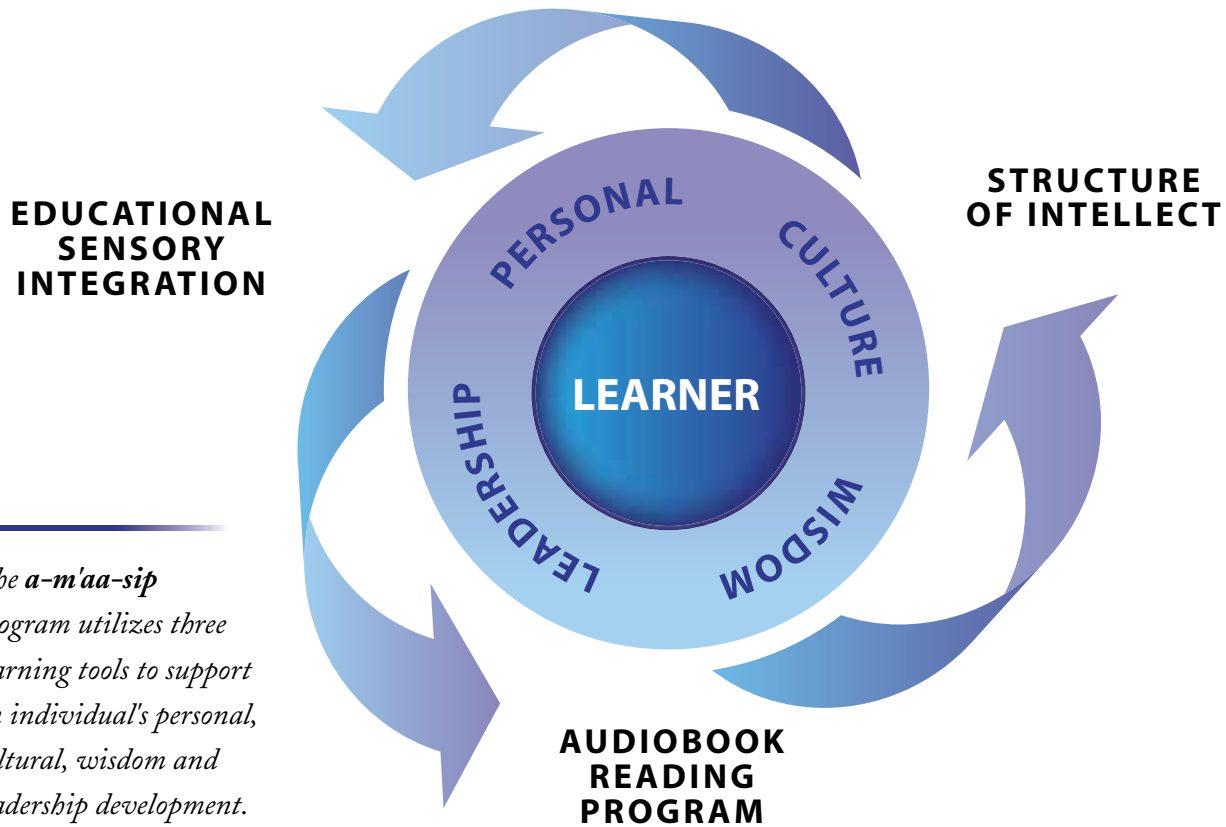 STRUCTURE
OF INTELLECT
EDUCATIONAL
SENSORY
INTEGRATION
PERSONAL
CULTURE
LEARNER
LEADERSHIP
WISDOM
he a-m'aa-sip
ogram utilizes three
arning tools to support
individual's personal,
ltural, wisdom and
adership development.
AUDIOBOOK
READING
PROGRAM